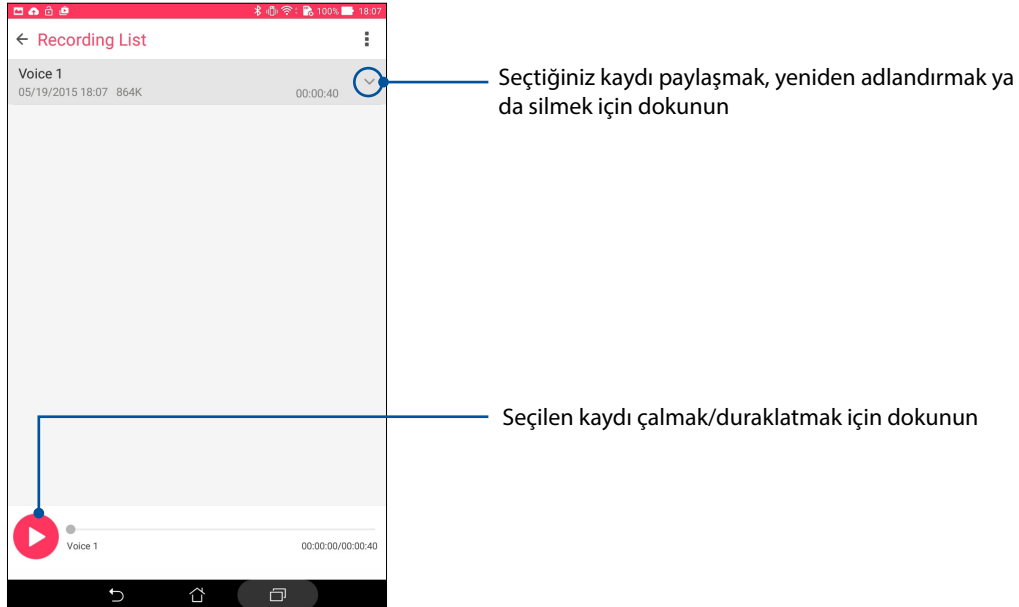 100% 18:07
Recording List
Voice 1
05/19/2015 18:07 864K 00:00:40
Seçtiğiniz kaydı paylaşmak, yeniden adlandırmak ya
da silmek için dokunun
Seçilen kaydı çalmak/duraklatmak için dokunun
Voice 1 00:00:00/00:00:40